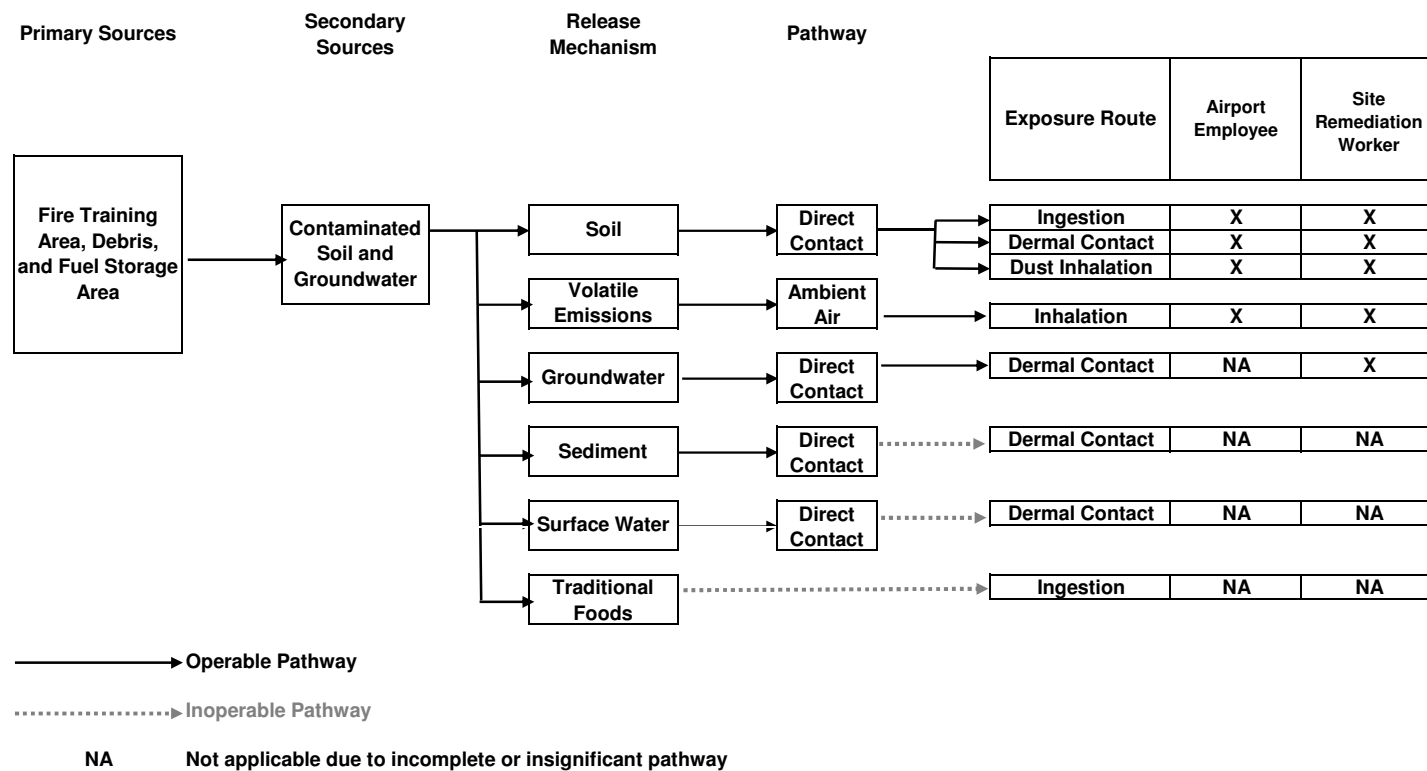 Primary Sources
Secondary
Sources
Release
Mechanism
Pathway
Exposure Route
Airport
Employee
Site
Remediation
Worker
Fire Training
Area, Debris,
and Fuel Storage
Area
Contaminated
Soil and
Groundwater
Soil
Direct
Contact
Ingestion X X
Dermal Contact X X
Dust Inhalation X X
Volatile
Emissions
Ambient
Air
Inhalation X X
Groundwater
Direct
Contact
Dermal Contact NA X
Sediment
Direct
Contact
Dermal Contact NA NA
Surface Water
Direct
Contact
Dermal Contact NA NA
Traditional
Foods
Ingestion NA NA
Operable Pathway
Inoperable Pathway
NA Not applicable due to incomplete or insignificant pathway